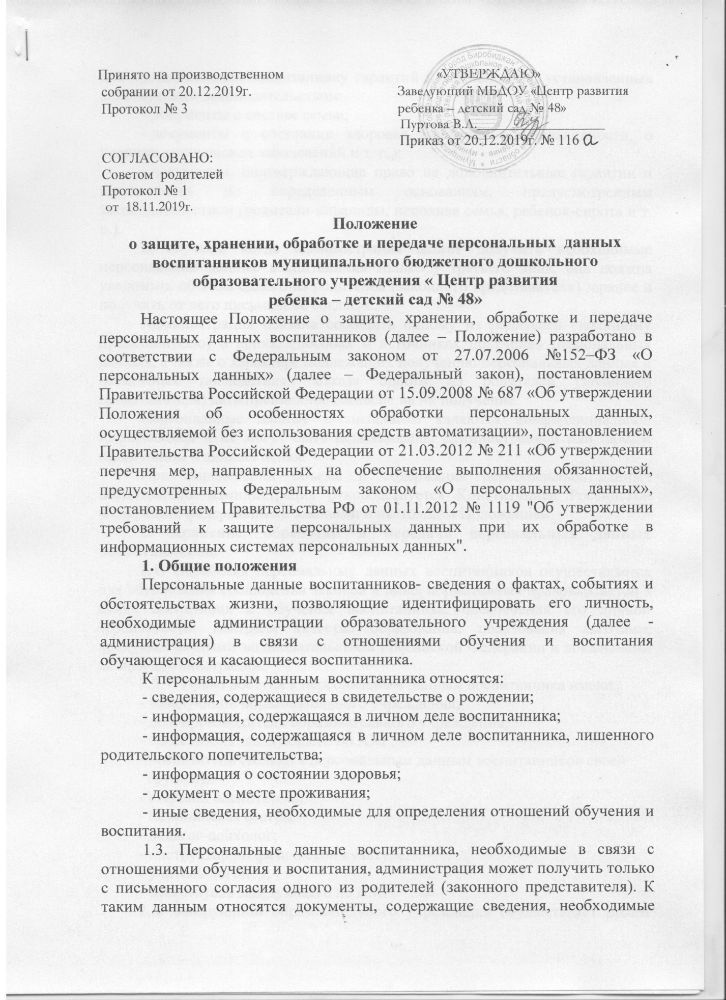 Принято на производственном
собрании от 20.12.2019г.
Протокол № 3
«УТВЕРЖДАЮ»
Заведующий МБДОУ «Центр развития
ребенка – детский сад № 48»
Пуртова В.А.
Приказ от 20.12.2019г. № 116 а
СОГЛАСОВАНО:
Советом родителей
Протокол № 1
от 18.11.2019г.
Положение
о защите, хранении, обработке и передаче персональных данных
воспитанников муниципального бюджетного дошкольного
образовательного учреждения « Центр развития
ребенка – детский сад № 48»
Настоящее Положение о защите, хранении, обработке и передаче
персональных данных воспитанников (далее – Положение) разработано в
соответствии с Федеральным законом от 27.07.2006 №152–ФЗ «О
персональных данных» (далее – Федеральный закон), постановлением
Правительства Российской Федерации от 15.09.2008 № 687 «Об утверждении
Положения об особенностях обработки персональных данных,
осуществляемой без использования средств автоматизации», постановлением
Правительства Российской Федерации от 21.03.2012 № 211 «Об утверждении
перечня мер, направленных на обеспечение выполнения обязанностей,
предусмотренных Федеральным законом «О персональных данных»,
постановлением Правительства РФ от 01.11.2012 № 1119 "Об утверждении
требований к защите персональных данных при их обработке в
информационных системах персональных данных".
1. Общие положения
Персональные данные воспитанников- сведения о фактах, событиях и
обстоятельствах жизни, позволяющие идентифицировать его личность,
необходимые администрации образовательного учреждения (далее -
администрация) в связи с отношениями обучения и воспитания
обучающегося и касающиеся воспитанника.
К персональным данным воспитанника относятся:
- сведения, содержащиеся в свидетельстве о рождении;
- информация, содержащаяся в личном деле воспитанника;
- информация, содержащаяся в личном деле воспитанника, лишенного
родительского попечительства;
- информация о состоянии здоровья;
- документ о месте проживания;
- иные сведения, необходимые для определения отношений обучения и
воспитания.
1.3. Персональные данные воспитанника, необходимые в связи с
отношениями обучения и воспитания, администрация может получить только
с письменного согласия одного из родителей (законного представителя). К
таким данным относятся документы, содержащие сведения, необходимые